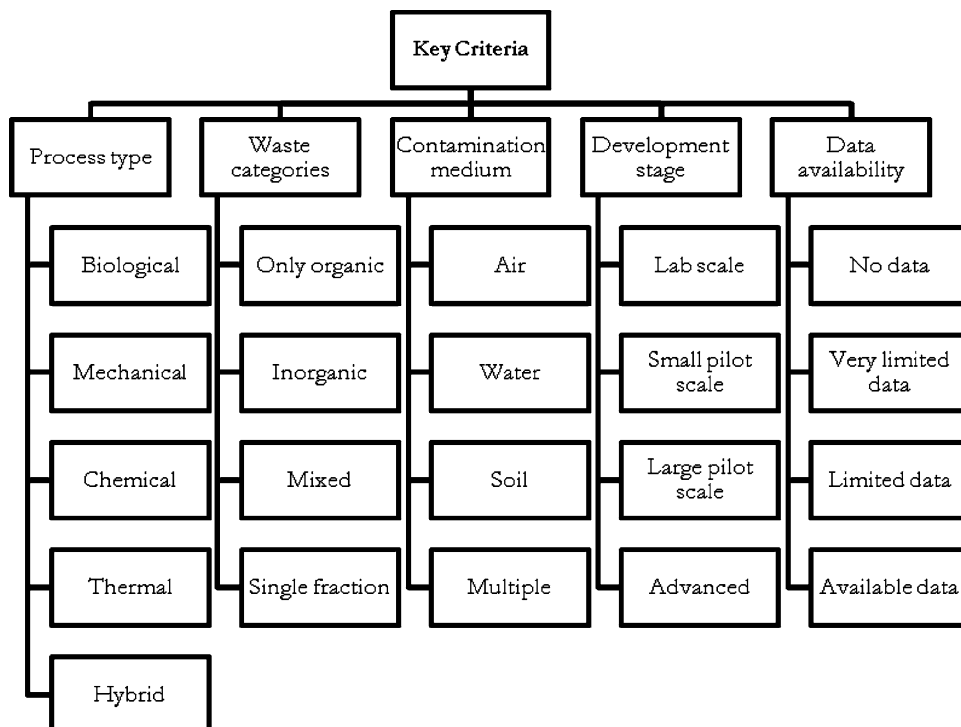 Key Criteria
Process type
Waste
categories
Contamination
medium
Development
stage
Data
availability
Biological
Only organic
Air
Lab scale
No data
Mechanical
Inorganic
Water
Small pilot
scale
Very limited
data
Chemical
Mixed
Soil
Large pilot
scale
Limited data
Thermal
Single fraction
Multiple
Advanced
Available data
Hybrid